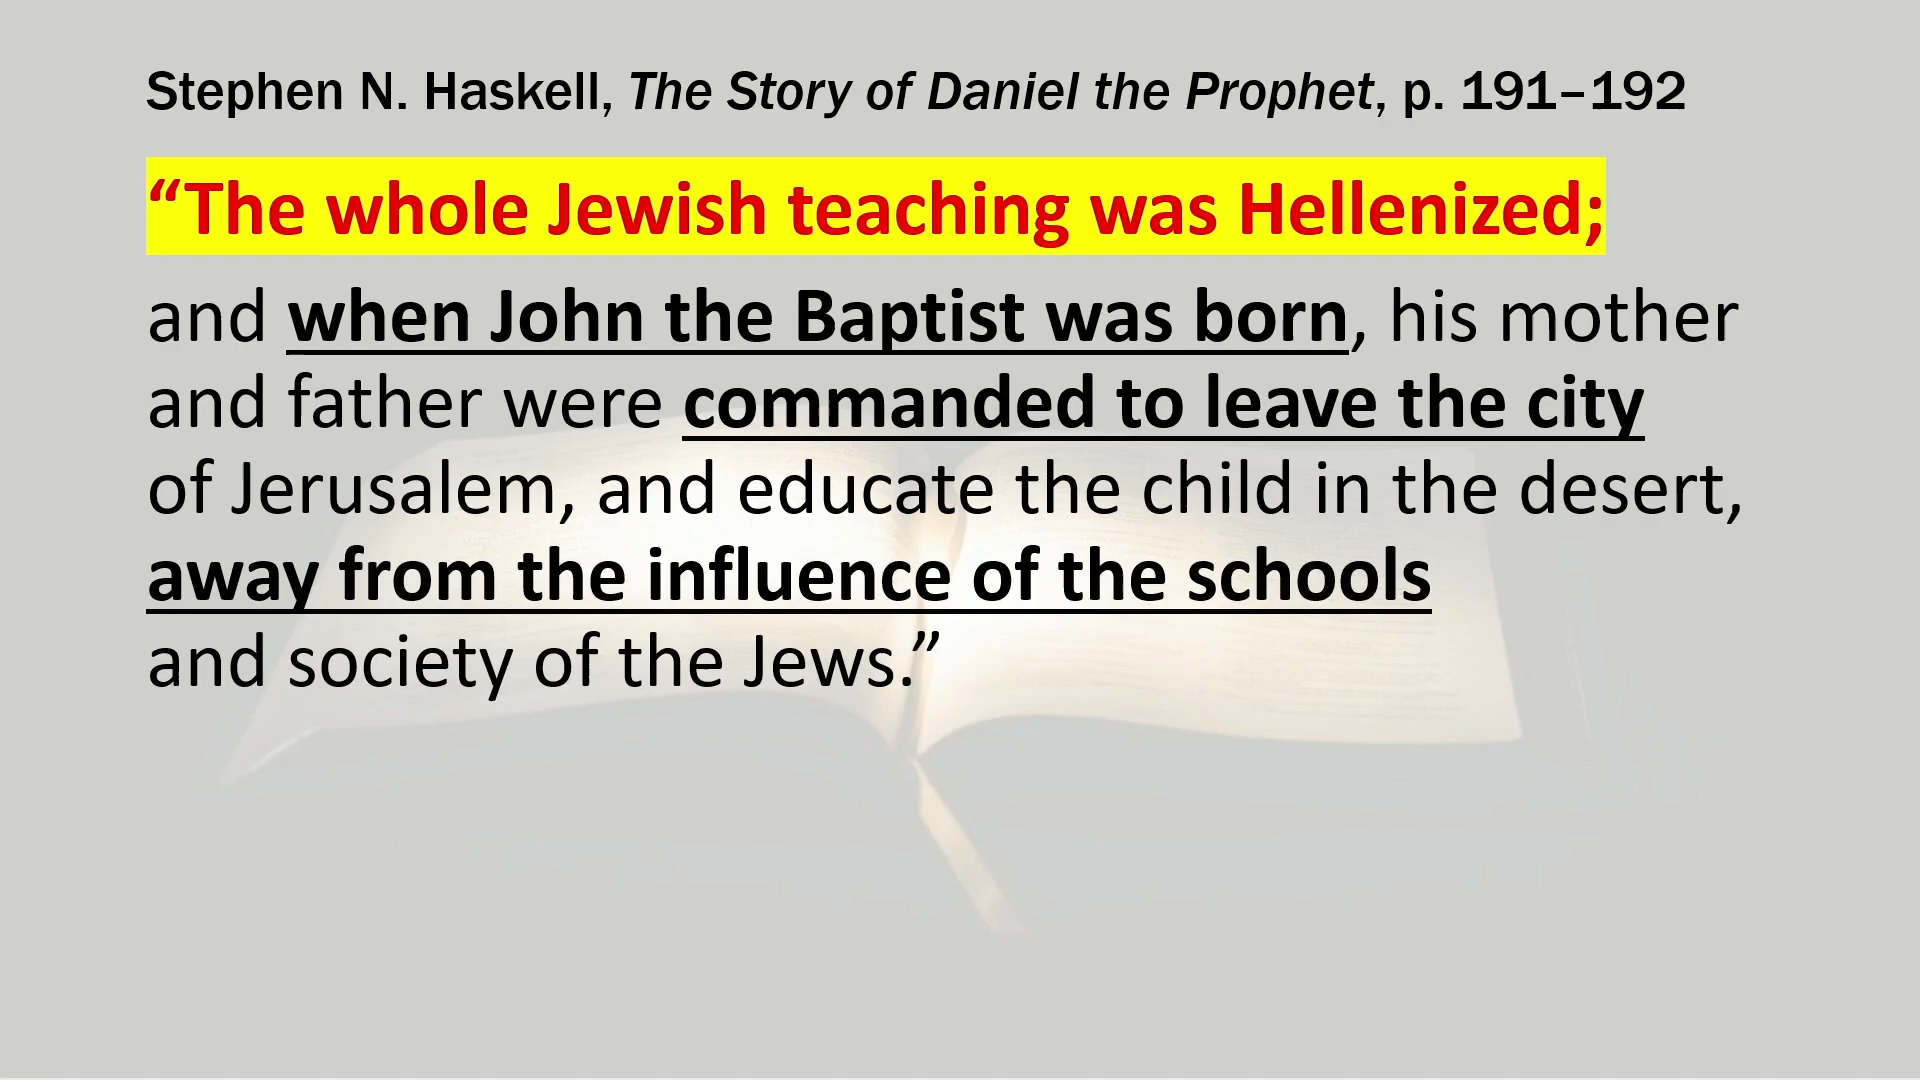 Stephen N. Haskell, The Story of Daniel the Prophet, p. 191–192
“The whole Jewish teaching was Hellenized;
and when John the Baptist was born, his mother
and father were commanded to leave the city
of Jerusalem, and educate the child in the desert,
away from the influence of the schools
and society of the Jews.”